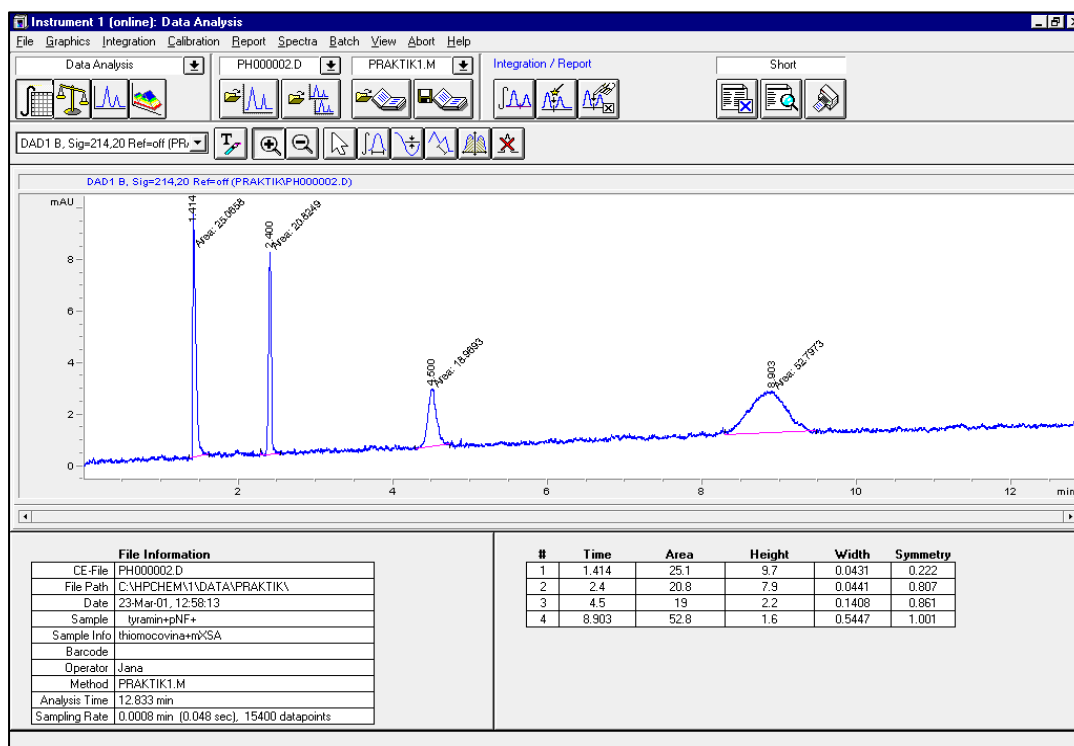 Instrument 1 (online): Data Analysis
File Graphics Integration Calibration Report Spectra Batch View Abort Help
Data Analysis PH000002.D PRAKTIK1.M Integration / Report Short
DAD1 B, Sig=214,20 Ref=off (PR
DAD1 B, Sig=214,20 Ref=off (PRAKTIK\PH000002.D)
mAU
1.414
Area: 25.0658
2.400
Area: 20.8249
4.500
Area: 18.9693
8.903
Area: 52.7973
8
6
4
2
0
2 4 6 8 10 12 min
File Information
CE-File PH000002.D
File Path C:\HPCHEM\1\DATA\PRAKTIK\
Date 23-Mar-01, 12:58:13
Sample tyramin+pNF+
Sample Info thiomocovina+mXSA
Barcode
Operator Jana
Method PRAKTIK1.M
Analysis Time 12.833 min
Sampling Rate 0.0008 min (0.048 sec), 15400 datapoints
# Time Area Height Width Symmetry
1 1.414 25.1 9.7 0.0431 0.222
2 2.4 20.8 7.9 0.0441 0.807
3 4.5 19 2.2 0.1408 0.861
4 8.903 52.8 1.6 0.5447 1.001